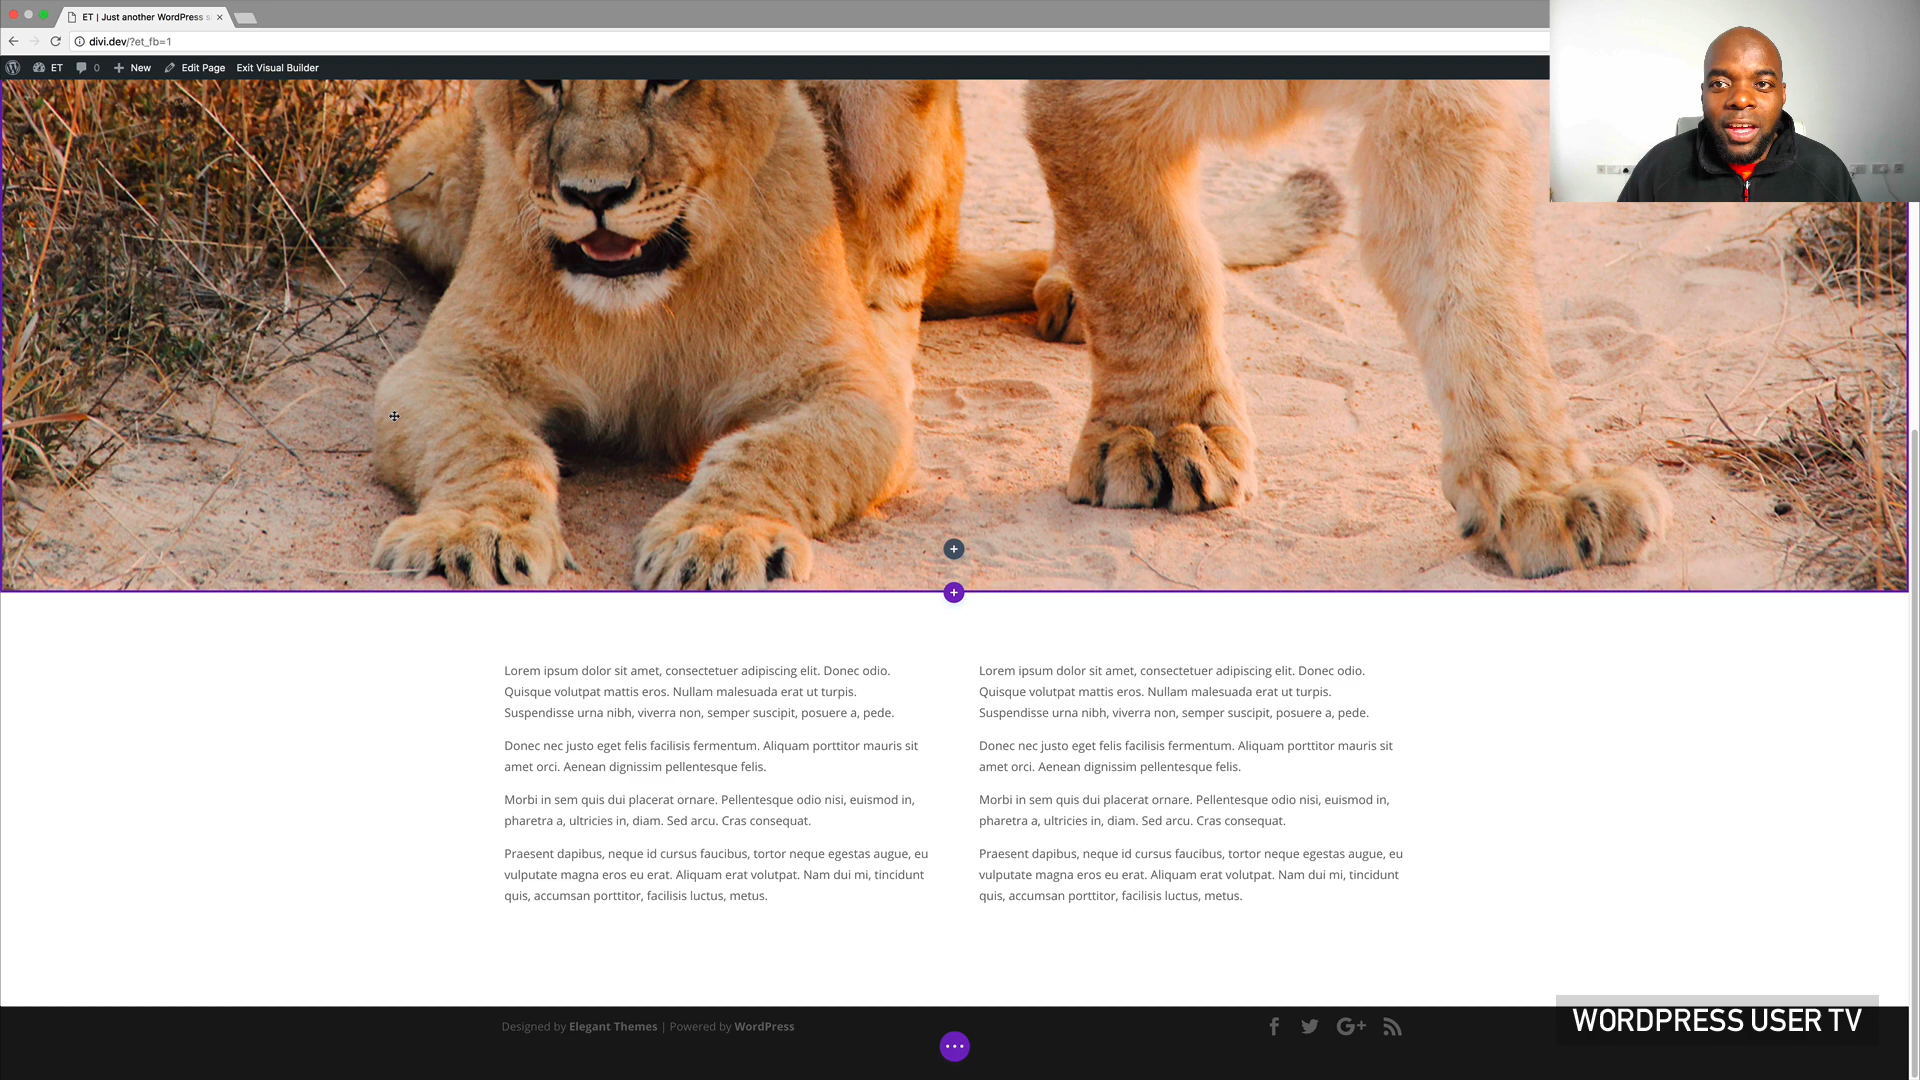 ET | Just another WordPress s
divi.dev/?et_fb=1
ET 0 New Edit Page Exit Visual Builder
Lorem ipsum dolor sit amet, consectetuer adipiscing elit. Donec odio.
Quisque volutpat mattis eros. Nullam malesuada erat ut turpis.
Suspendisse urna nibh, viverra non, semper suscipit, posuere a, pede.
Donec nec justo eget felis facilisis fermentum. Aliquam porttitor mauris sit
amet orci. Aenean dignissim pellentesque felis.
Morbi in sem quis dui placerat ornare. Pellentesque odio nisi, euismod in,
pharetra a, ultricies in, diam. Sed arcu. Cras consequat.
Praesent dapibus, neque id cursus faucibus, tortor neque egestas augue, eu
vulputate magna eros eu erat. Aliquam erat volutpat. Nam dui mi, tincidunt
quis, accumsan porttitor, facilisis luctus, metus.
Lorem ipsum dolor sit amet, consectetuer adipiscing elit. Donec odio.
Quisque volutpat mattis eros. Nullam malesuada erat ut turpis.
Suspendisse urna nibh, viverra non, semper suscipit, posuere a, pede.
Donec nec justo eget felis facilisis fermentum. Aliquam porttitor mauris sit
amet orci. Aenean dignissim pellentesque felis.
Morbi in sem quis dui placerat ornare. Pellentesque odio nisi, euismod in,
pharetra a, ultricies in, diam. Sed arcu. Cras consequat.
Praesent dapibus, neque id cursus faucibus, tortor neque egestas augue, eu
vulputate magna eros eu erat. Aliquam erat volutpat. Nam dui mi, tincidunt
quis, accumsan porttitor, facilisis luctus, metus.
Designed by Elegant Themes | Powered by WordPress
WORDPRESS USER TV